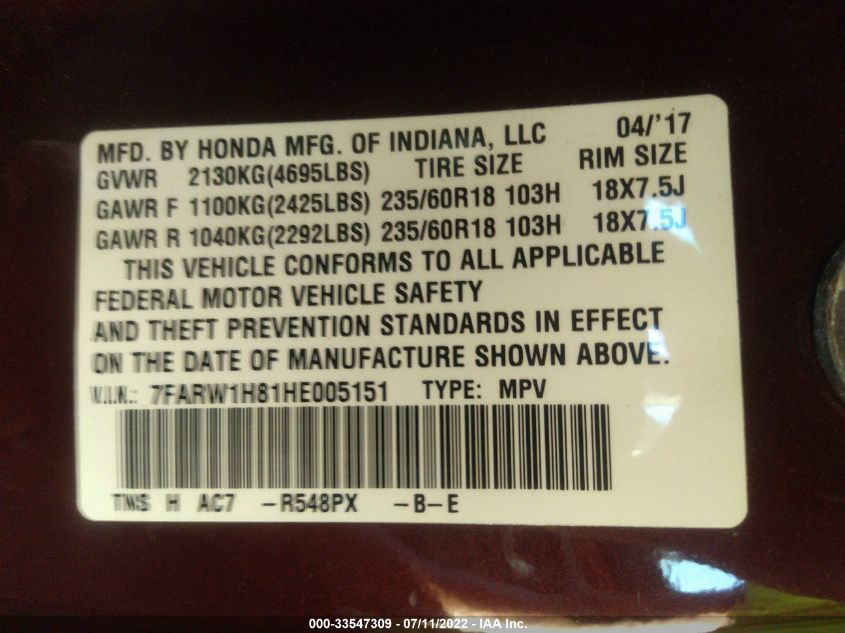 MFD. BY HONDA MFG. OF INDIANA, LLC 04/'17
GVWR 2130KG(4695LBS) TIRE SIZE RIM SIZE
GAWR F 1100KG(2425LBS) 235/60R18 103H 18X7.5J
GAWR R 1040KG(2292LBS) 235/60R18 103H 18X7.5J
THIS VEHICLE CONFORMS TO ALL APPLICABLE
FEDERAL MOTOR VEHICLE SAFETY
AND THEFT PREVENTION STANDARDS IN EFFECT
ON THE DATE OF MANUFACTURE SHOWN ABOVE.
V.I.N.: 7FARW1H81HE005151 TYPE: MPV
TWS H AC7 -R548PX -B-E
000-33547309 - 07/11/2022 - IAA Inc.